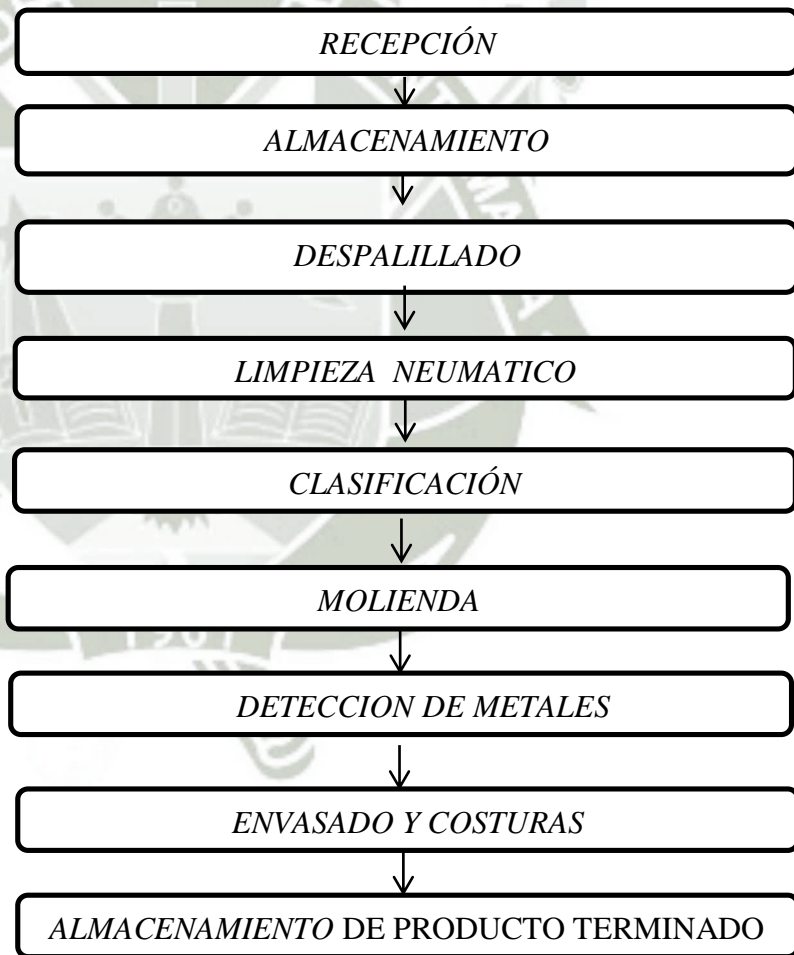 RECEPCIÓN
ALMACENAMIENTO
DESPALILLADO
LIMPIEZA NEUMATICO
CLASIFICACIÓN
MOLIENDA
DETECCION DE METALES
ENVASADO Y COSTURAS
ALMACENAMIENTO DE PRODUCTO TERMINADO